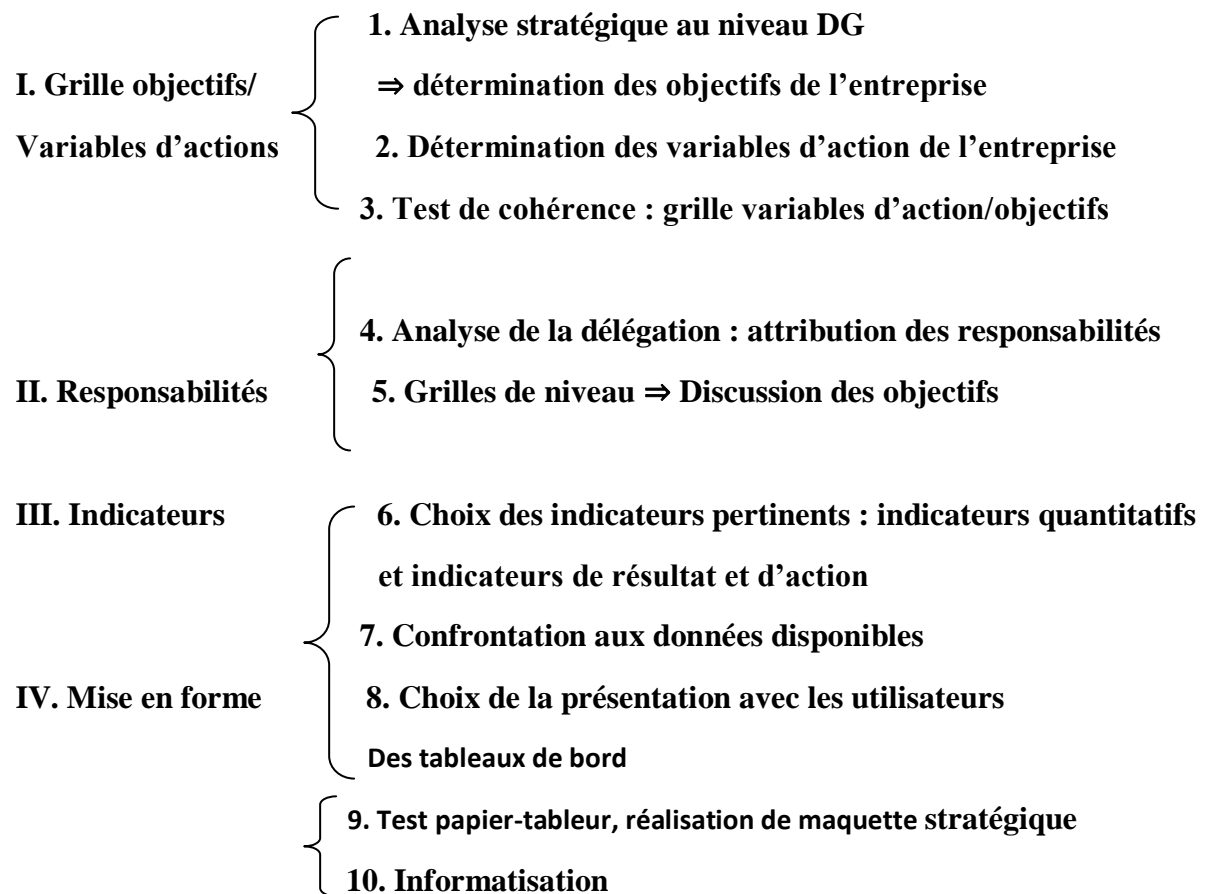 1. Analyse stratégique au niveau DG
I. Grille objectifs/ ⇒ détermination des objectifs de l’entreprise
Variables d’actions 2. Détermination des variables d’action de l’entreprise
3. Test de cohérence : grille variables d’action/objectifs
4. Analyse de la délégation : attribution des responsabilités
II. Responsabilités 5. Grilles de niveau ⇒ Discussion des objectifs
III. Indicateurs 6. Choix des indicateurs pertinents : indicateurs quantitatifs
et indicateurs de résultat et d’action
7. Confrontation aux données disponibles
IV. Mise en forme 8. Choix de la présentation avec les utilisateurs
Des tableaux de bord
9. Test papier-tableur, réalisation de maquette stratégique
10. Informatisation